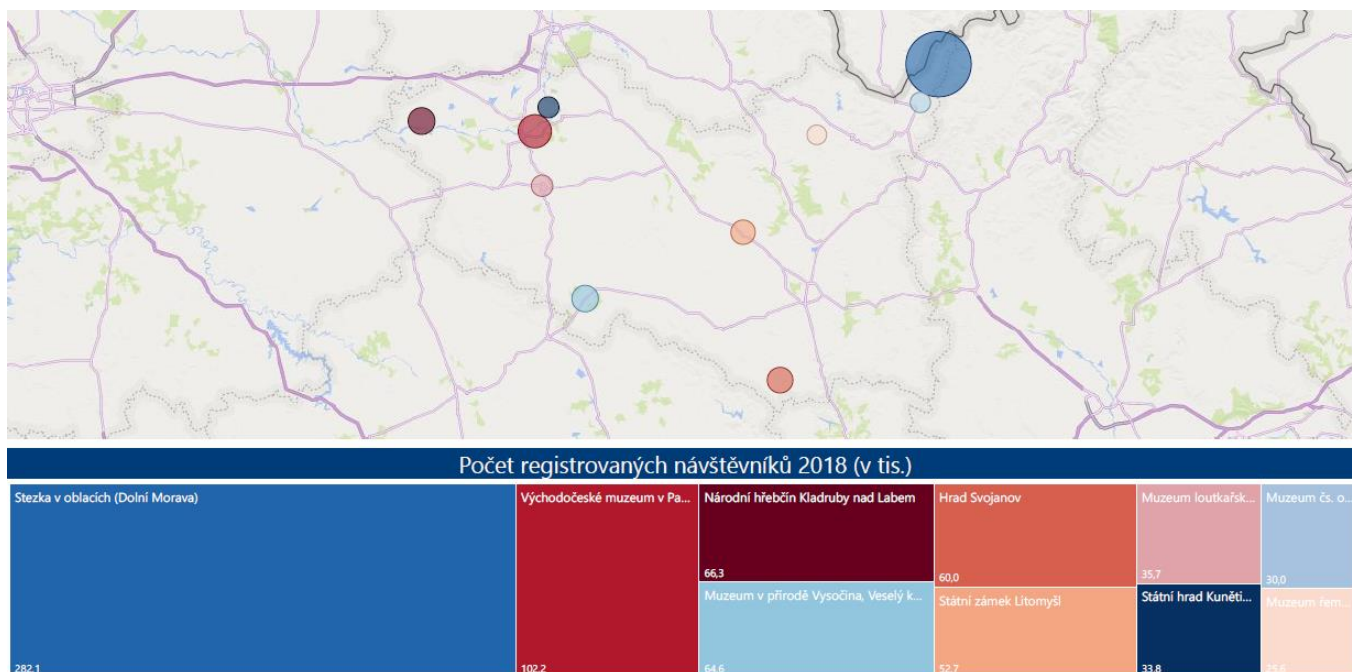 Počet registrovaných návštěvníků 2018 (v tis.)
Stezka v oblacích (Dolní Morava)
282,1
Východočeské muzeum v Pa...
102,2
Národní hřebčín Kladruby nad Labem
66,3
Muzeum v přírodě Vysočina, Veselý k...
64,6
Hrad Svojanov
60,0
Státní zámek Litomyšl
52,7
Muzeum loutkářsk...
35,7
Státní hrad Kuněti...
33,8
Muzeum čs. o...
30,0
Muzeum řem...
25,6